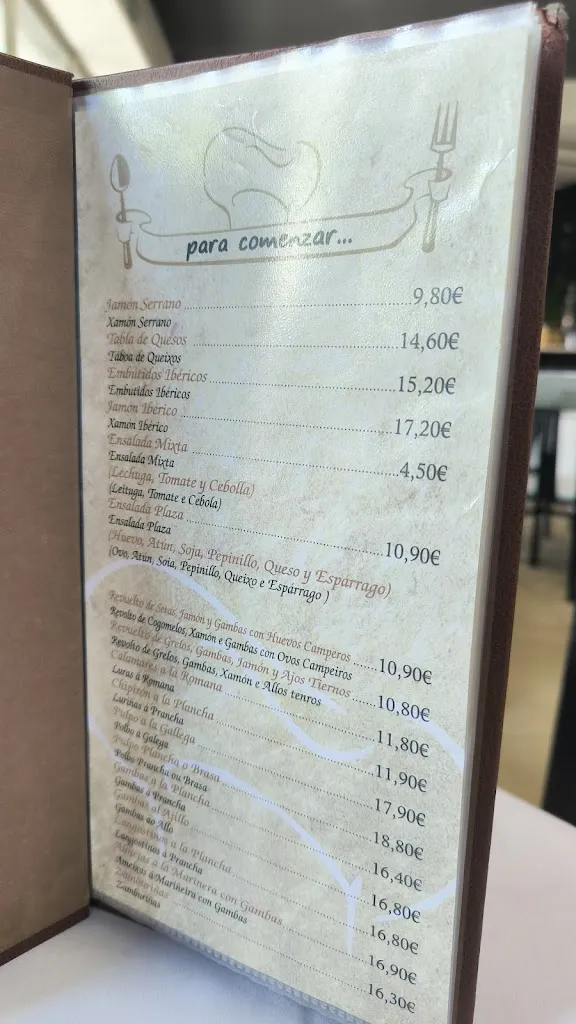 para comenzar...
Jamón Serrano ........ 9,80€
Xamón Serrano
Tabla de Quesos ........ 14,60€
Taboa de Queixos
Embutidos Ibéricos ........ 15,20€
Embutidos Ibéricos
Jamón Ibérico ........ 17,20€
Xamón Ibérico
Ensalada Mixta ........ 4,50€
Ensalada Mixta
(Lechuga, Tomate y Cebolla)
(Leituga, Tomate e Cebola)
Ensalada Plaza ........ 10,90€
Ensalada Plaza
(Huevo, Atún, Soja, Pepinillo, Queso y Espárrago)
(Ovo, Atún, Soia, Pepinillo, Queixo e Espárrago )
Revuelto de Setas, Jamón y Gambas con Huevos Camperos ..... 10,90€
Revolto de Cogomelos, Xamón e Gambas con Ovos Campeiros
Revuelto de Grelos, Gambas, Jamón y Ajos Tiernos ..... 10,80€
Revolto de Grelos, Gambas, Xamón e Allos tenros
Calamares a la Romana ........ 11,80€
Luras á Romana
Chipirón a la Plancha ........ 11,90€
Luriñas á Prancha
Pulpo a la Gallega ........ 17,90€
Polbo á Galega
Pulpo Plancha o Brasa ........ 18,80€
Polbo Prancha ou Brasa
Gambas a la Plancha ........ 16,40€
Gambas á Prancha
Gambas al Ajillo ........ 16,80€
Gambas ao Allo
Langostinos a la Plancha ........ 16,80€
Langostinos á Prancha
Almejas a la Marinera con Gambas ........ 16,90€
Ameixas á Mariñeira con Gambas
Zamburiñas ........ 16,30€
Zamburiñas